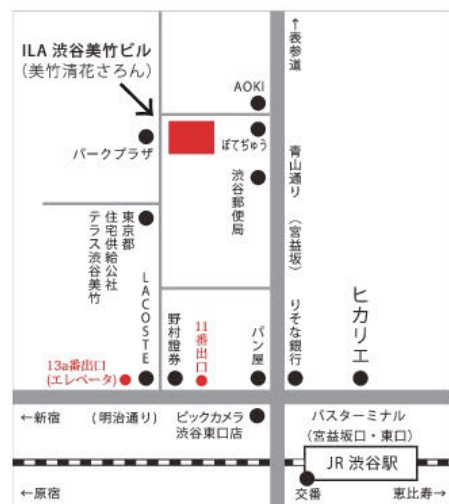 ILA 渋谷美竹ビル
(美竹清花さろん)
←表参道
AOKI
パークプラザ
ぼてぢゅう
渋谷郵便局
青山通り (宮益坂)
東京都
住宅供給公社
テラス渋谷美竹
LACOSTE
野村證券
11番出口
パン屋
りそな銀行
ヒカリエ
13a番出口
(エレベータ)
←新宿
(明治通り)
ビックカメラ
渋谷東口店
バスターミナル
(宮益坂口・東口)
JR 渋谷駅
←原宿
交番
恵比寿→